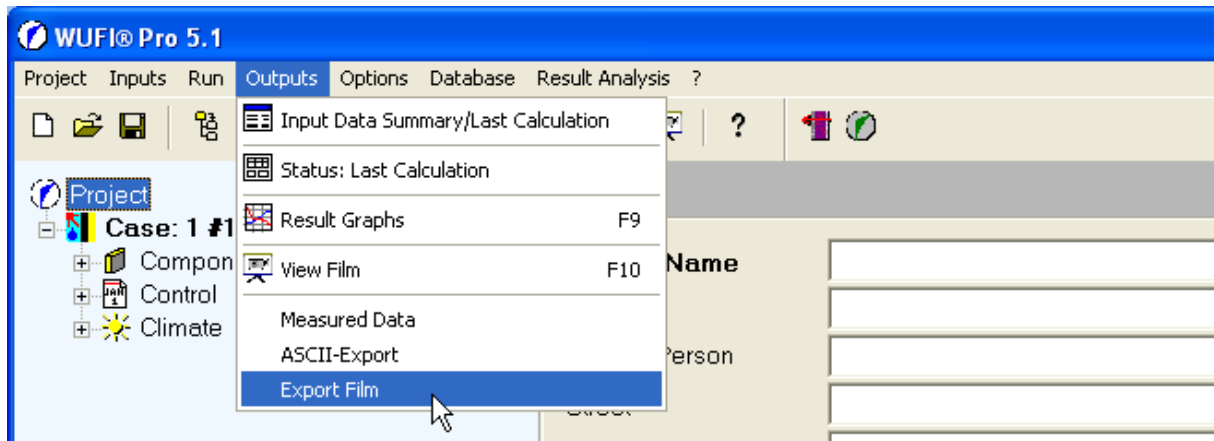 WUFI® Pro 5.1
Project Inputs Run Outputs Options Database Result Analysis ?
Input Data Summary/Last Calculation
?
Status: Last Calculation
Project
Result Graphs F9
Case: 1 #1
Name
Compon
View Film F10
Control
Measured Data
Climate
ASCII-Export
Person
Export Film